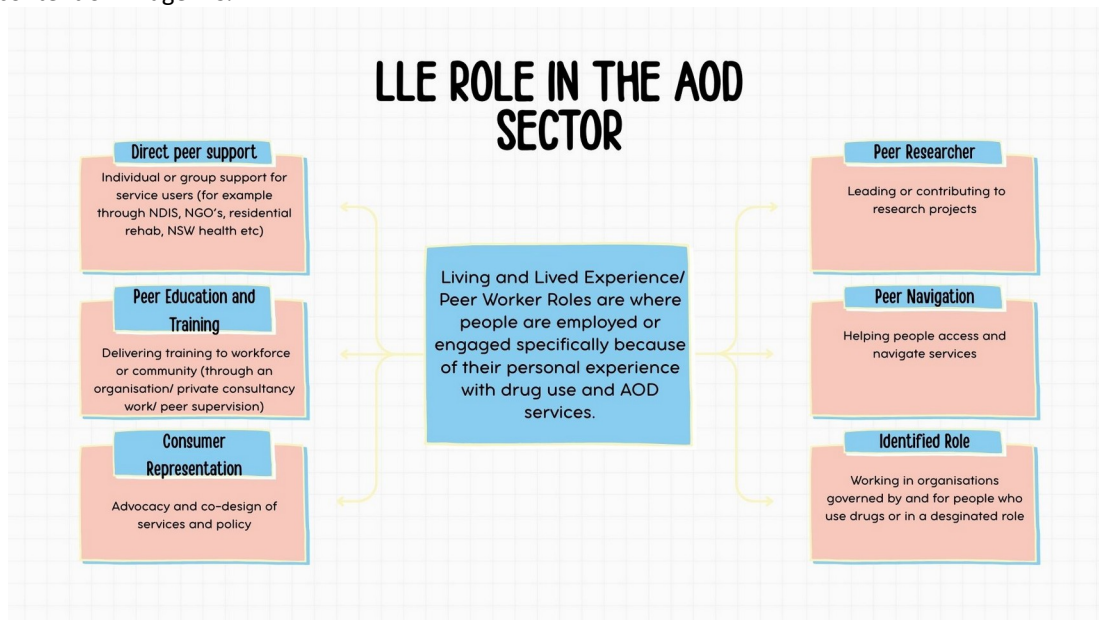 LLE ROLE IN THE AOD
SECTOR
Direct peer support
Individual or group support for
service users (for example
through NDIS, NGO's, residential
rehab, NSW health etc)
Peer Education and
Training
Delivering training to workforce
or community (through an
organisation/ private consultancy
work/ peer supervision)
Consumer
Representation
Advocacy and co-design of
services and policy
Living and Lived Experience/
Peer Worker Roles are where
people are employed or
engaged specifically because
of their personal experience
with drug use and AOD
services.
Peer Researcher
Leading or contributing to
research projects
Peer Navigation
Helping people access and
navigate services
Identified Role
Working in organisations
governed by and for people who
use drugs or in a desginated role